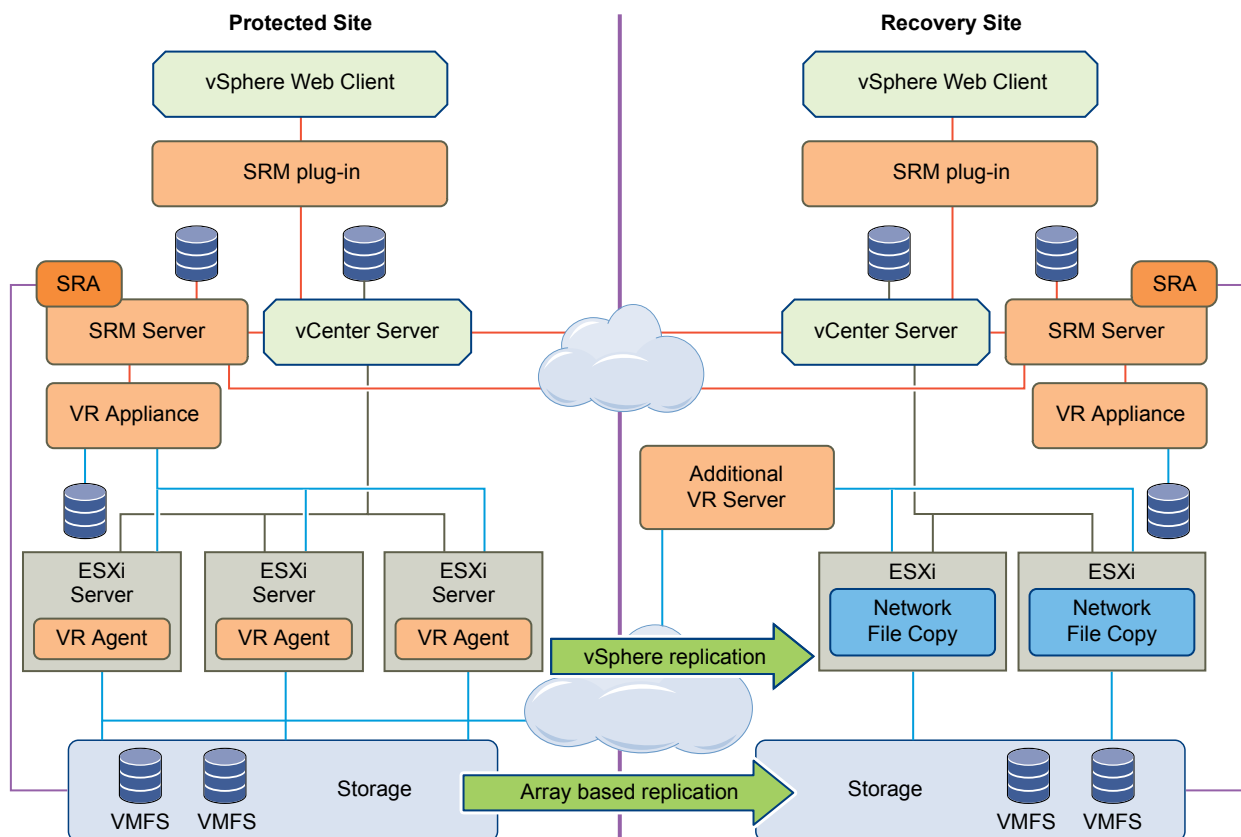 Protected Site
Recovery Site
vSphere Web Client
vSphere Web Client
SRM plug-in
SRM plug-in
SRA
SRA
SRM Server
vCenter Server
vCenter Server
SRM Server
VR Appliance
VR Appliance
Additional
VR Server
ESXi
Server
VR Agent
ESXi
Server
VR Agent
ESXi
Server
VR Agent
ESXi
Network
File Copy
ESXi
Network
File Copy
vSphere replication
VMFS
VMFS
Storage
Array based replication
Storage
VMFS
VMFS